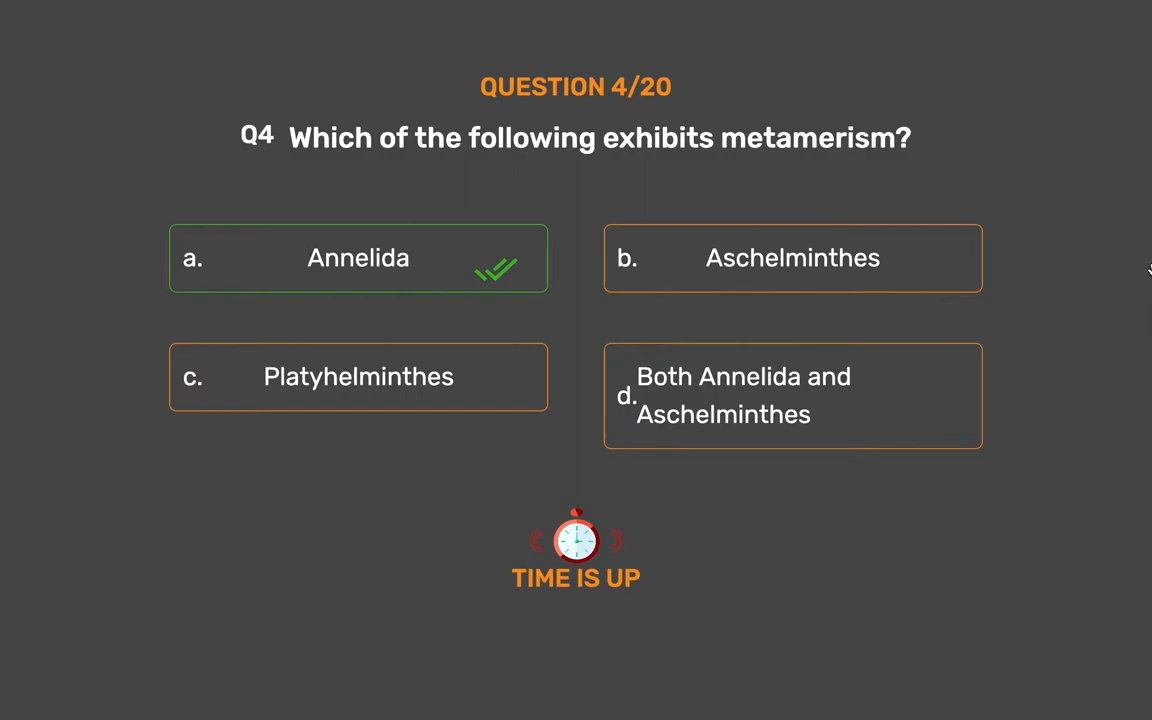 QUESTION 4/20
Q4 Which of the following exhibits metamerism?
a. Annelida
b. Aschelminthes
c. Platyhelminthes
d. Both Annelida and
Aschelminthes
TIME IS UP